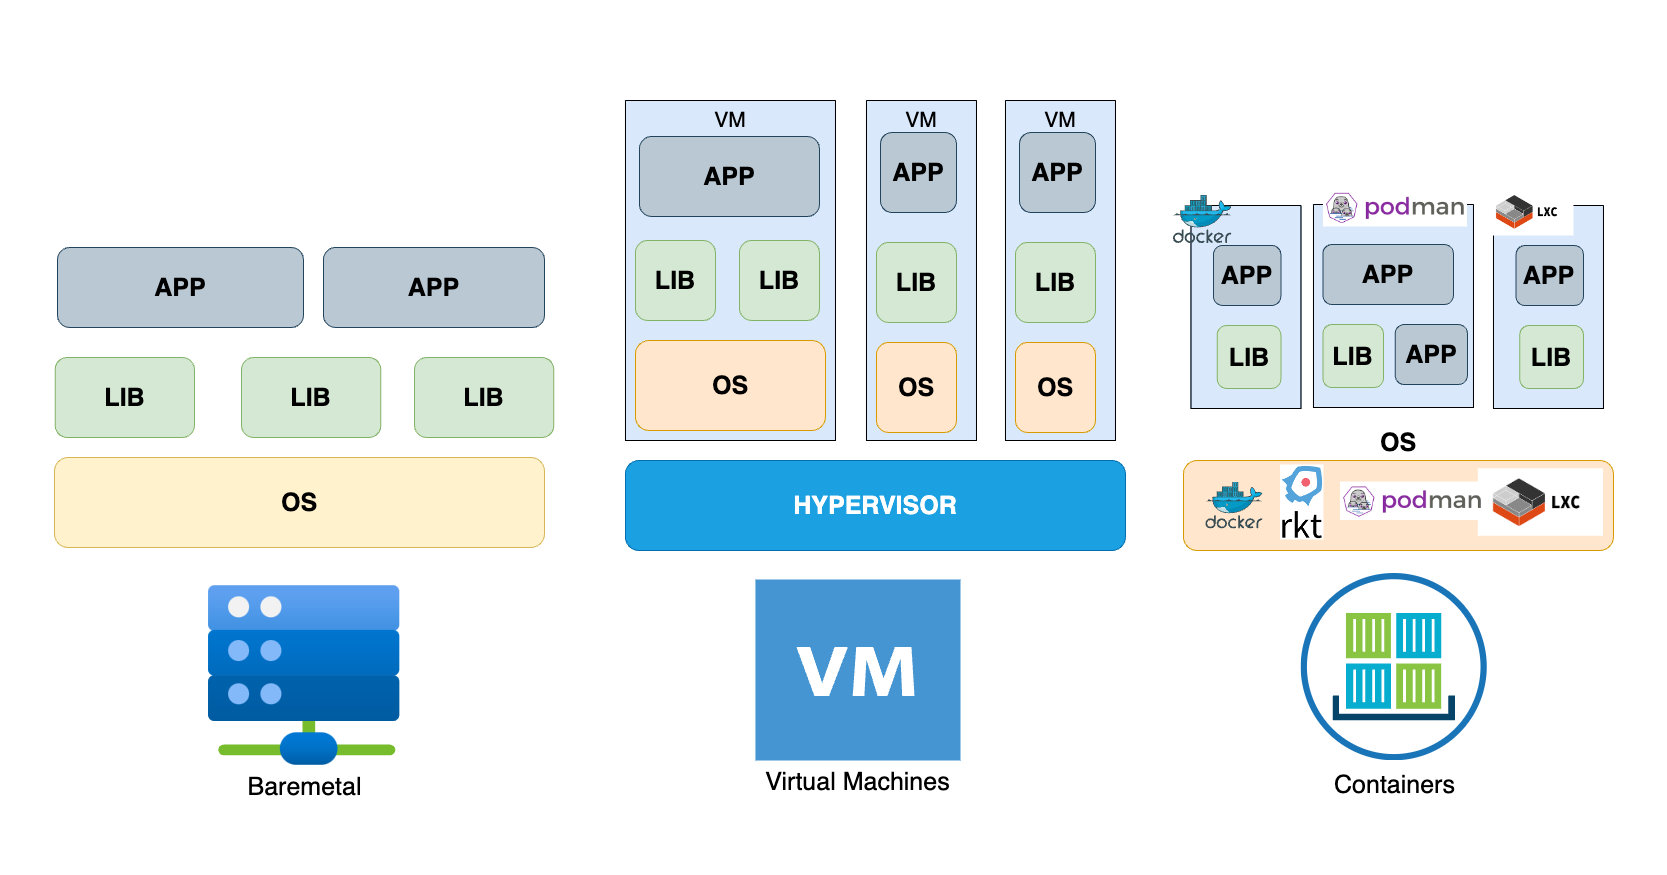 APP
APP
LIB
LIB
LIB
OS
Baremetal
VM
VM
VM
APP
APP
APP
LIB
LIB
LIB
LIB
OS
OS
OS
HYPERVISOR
VM
Virtual Machines
docker
podman
LXC
APP
APP
APP
LIB
LIB
APP
LIB
OS
docker
rkt
podman
LXC
Containers